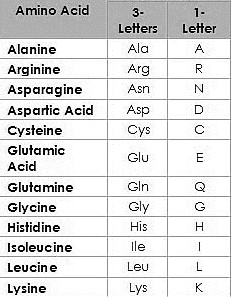 Amino Acid 3-Letters 1-Letter
Alanine Ala A
Arginine Arg R
Asparagine Asn N
Aspartic Acid Asp D
Cysteine Cys C
Glutamic Acid Glu E
Glutamine Gln Q
Glycine Gly G
Histidine His H
Isoleucine Ile I
Leucine Leu L
Lysine Lys K